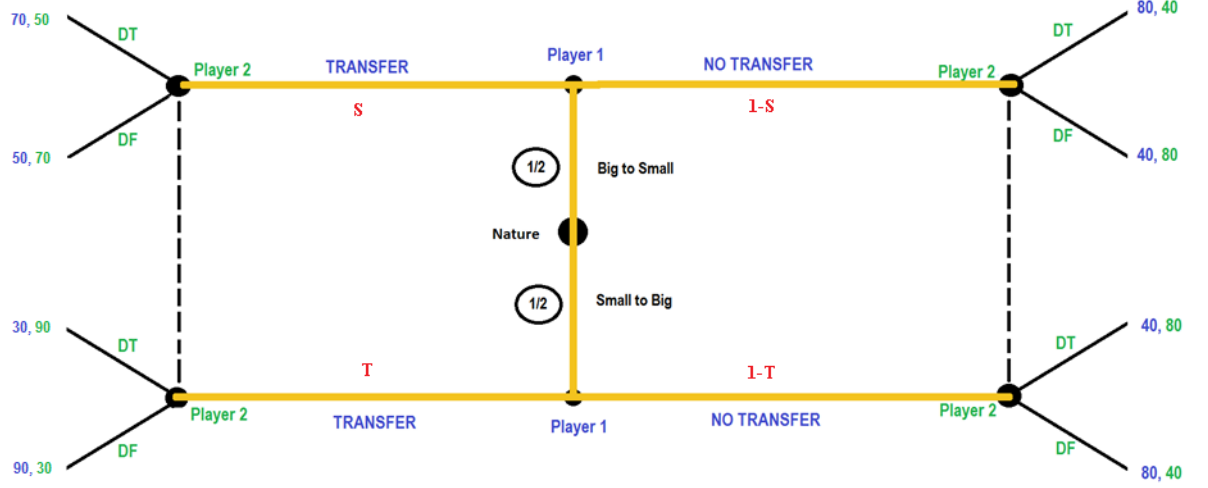 70, 50
DT
Player 2
TRANSFER
Player 1
NO TRANSFER
Player 2
DT
80, 40
S
1-S
DF
DF
50, 70
40, 80
1/2
Big to Small
Nature
1/2
Small to Big
30, 90
40, 80
DT
DT
T
1-T
Player 2
TRANSFER
Player 1
NO TRANSFER
Player 2
DF
DF
90, 30
80, 40